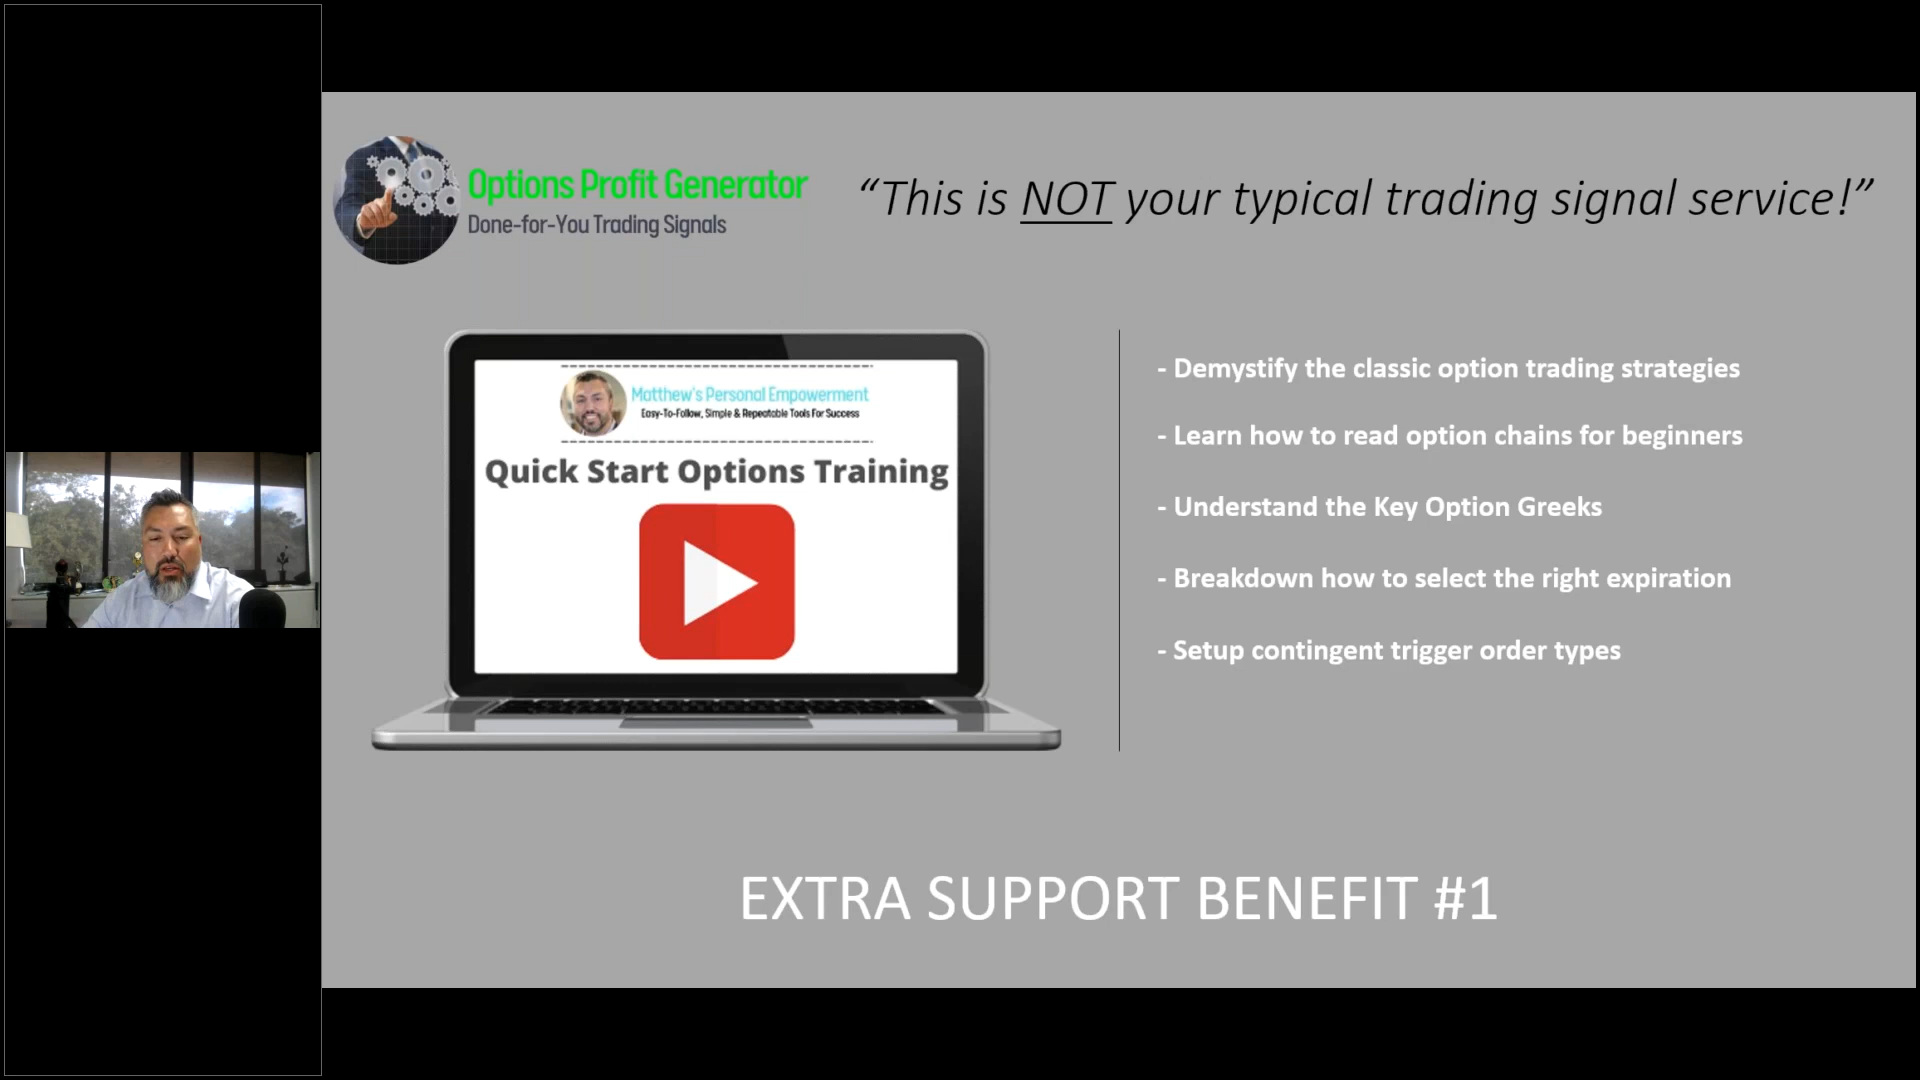 Options Profit Generator
Done-for-You Trading Signals
“This is NOT your typical trading signal service!”
Matthew's Personal Empowerment
Easy-To-Follow, Simple & Repeatable Tools For Success
Quick Start Options Training
- Demystify the classic option trading strategies
- Learn how to read option chains for beginners
- Understand the Key Option Greeks
- Breakdown how to select the right expiration
- Setup contingent trigger order types
EXTRA SUPPORT BENEFIT #1